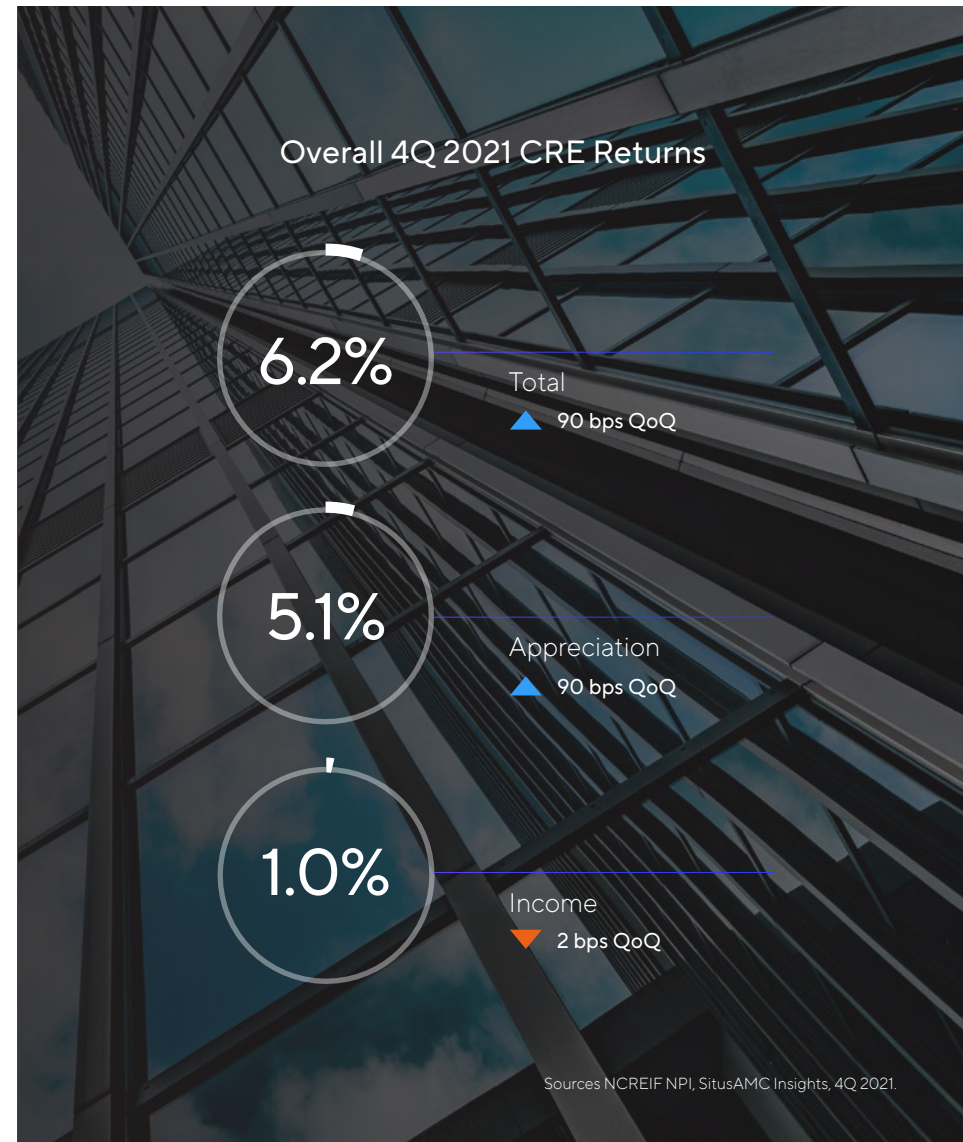 Overall 4Q 2021 CRE Returns
6.2%
Total
90 bps QoQ
5.1%
Appreciation
90 bps QoQ
1.0%
Income
2 bps QoQ
Sources NCREIF NPI, SitusAMC Insights, 4Q 2021.